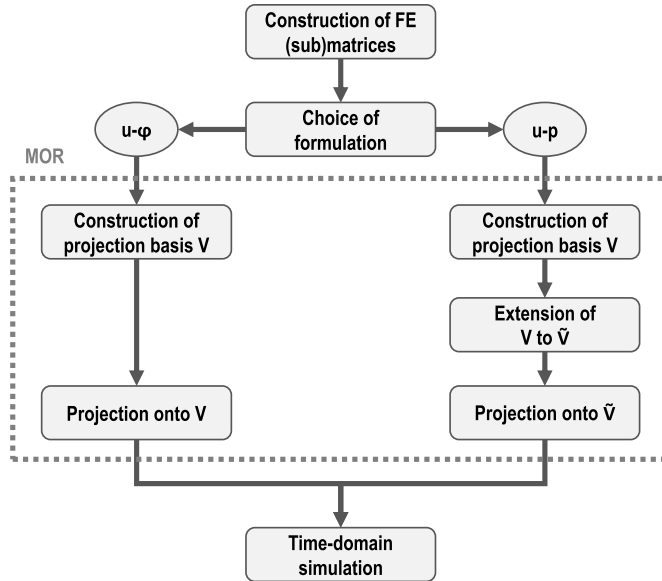 Construction of FE
(sub)matrices
Choice of
formulation
u-φ
u-p
MOR
Construction of
projection basis V
Construction of
projection basis V
Extension of
V to Ṽ
Projection onto V
Projection onto Ṽ
Time-domain
simulation